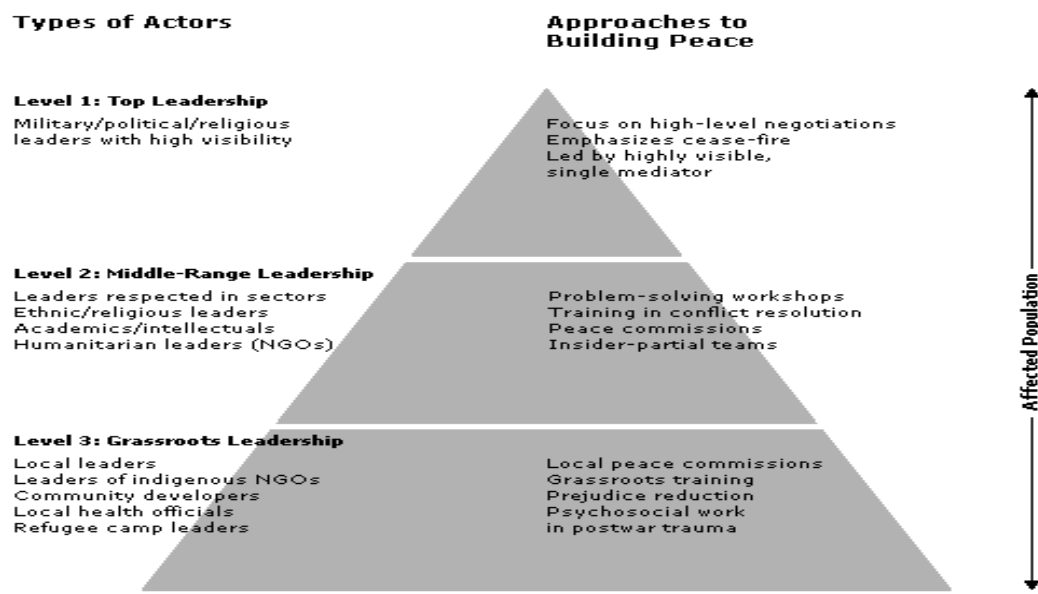 Types of Actors
Approaches to
Building Peace
Level 1: Top Leadership
Military/political/religious
leaders with high visibility
Focus on high-level negotiations
Emphasizes cease-fire
Led by highly visible,
single mediator
Level 2: Middle-Range Leadership
Leaders respected in sectors
Ethnic/religious leaders
Academics/intellectuals
Humanitarian leaders (NGOs)
Problem-solving workshops
Training in conflict resolution
Peace commissions
Insider-partial teams
Level 3: Grassroots Leadership
Local leaders
Leaders of indigenous NGOs
Community developers
Local health officials
Refugee camp leaders
Local peace commissions
Grassroots training
Prejudice reduction
Psychosocial work
in postwar trauma
Affected Population